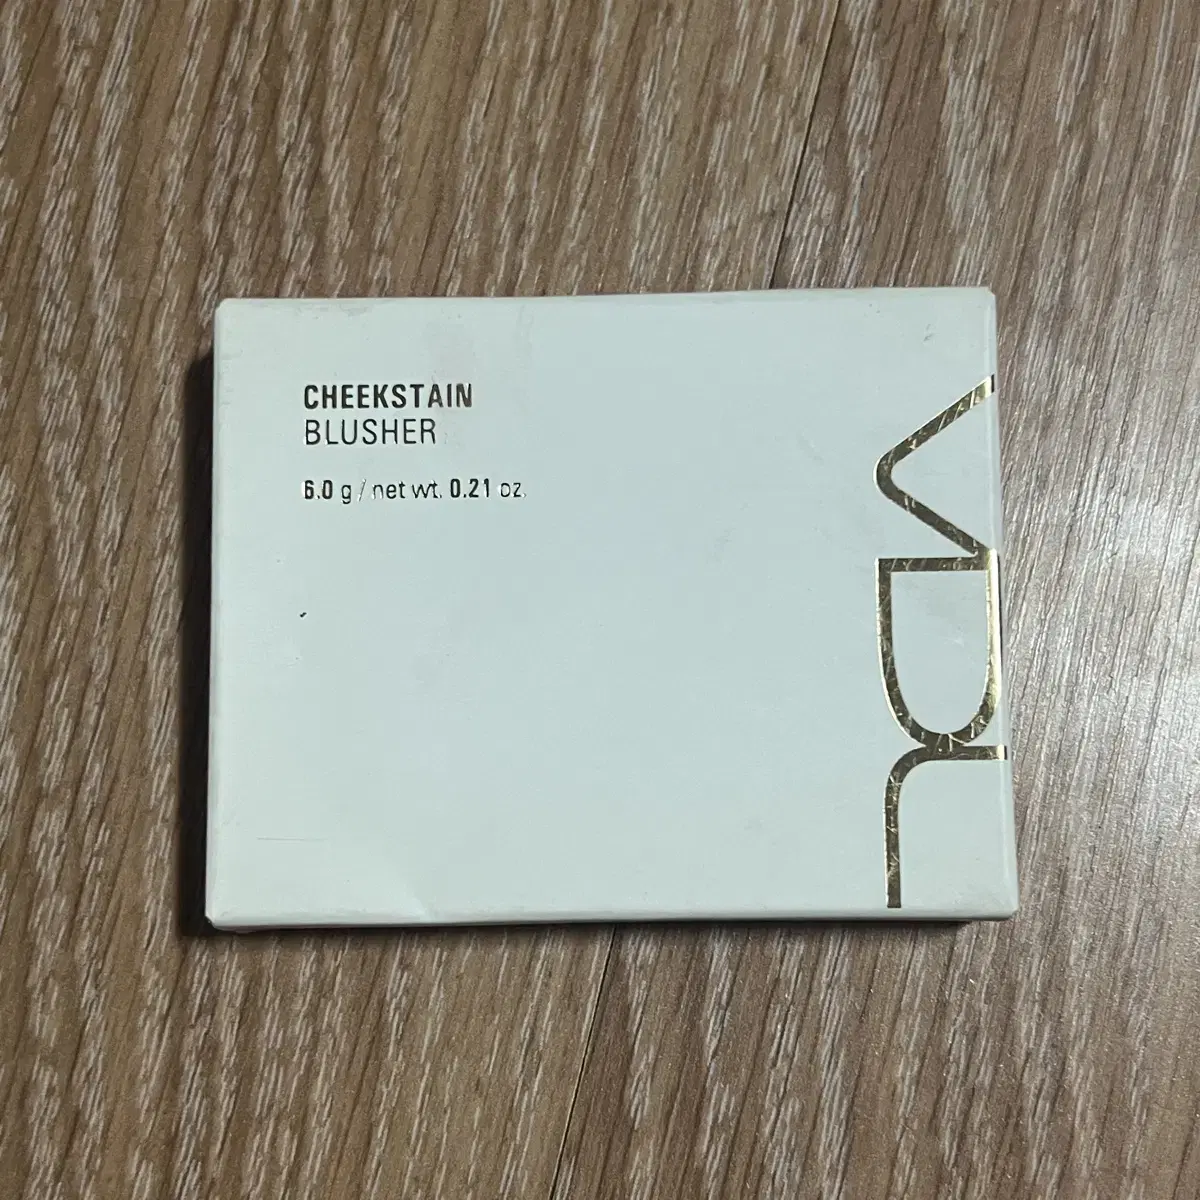 CHEEKSTAIN
BLUSHER
6.0 g / net wt. 0.21 oz.
VDL